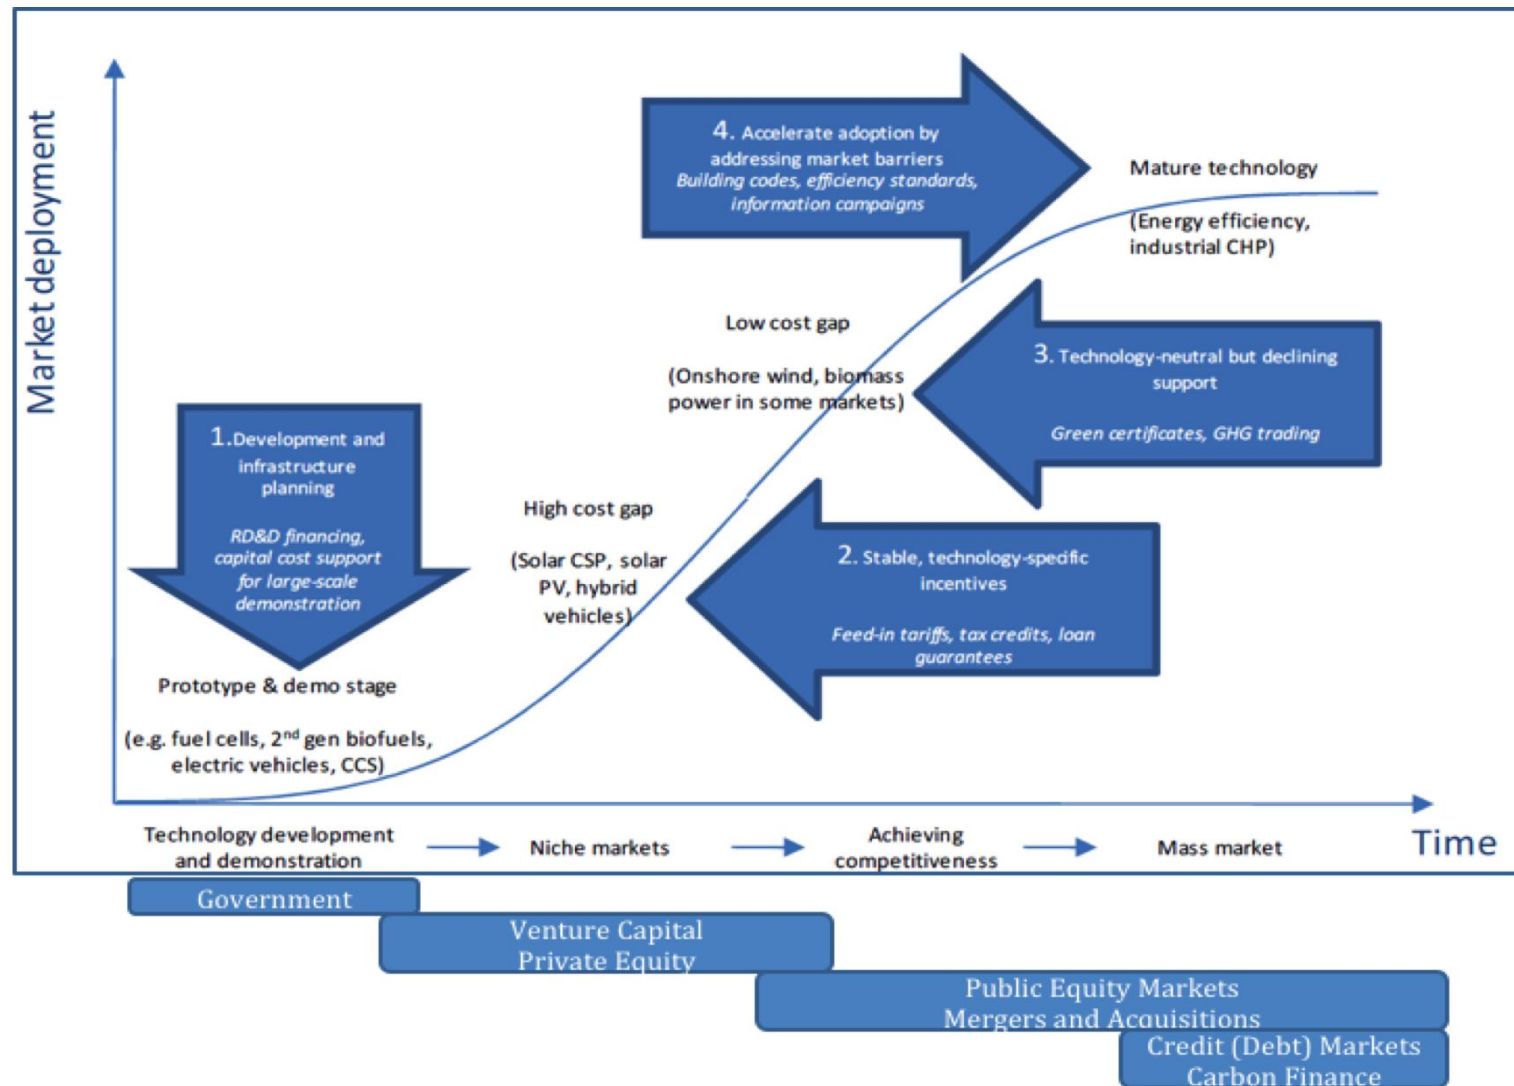 Market deployment
4. Accelerate adoption by
addressing market barriers
Building codes, efficiency standards,
information campaigns
Mature technology
(Energy efficiency,
industrial CHP)
Low cost gap
(Onshore wind, biomass
power in some markets)
3. Technology-neutral but declining
support
Green certificates, GHG trading
1.Development and
infrastructure
planning
RD&D financing,
capital cost support
for large-scale
demonstration
High cost gap
(Solar CSP, solar
PV, hybrid
vehicles)
2. Stable, technology-specific
incentives
Feed-in tariffs, tax credits, loan
guarantees
Prototype & demo stage
(e.g. fuel cells, 2nd gen biofuels,
electric vehicles, CCS)
Technology development
and demonstration
Niche markets
Achieving
competitiveness
Mass market
Time
Government
Venture Capital
Private Equity
Public Equity Markets
Mergers and Acquisitions
Credit (Debt) Markets
Carbon Finance